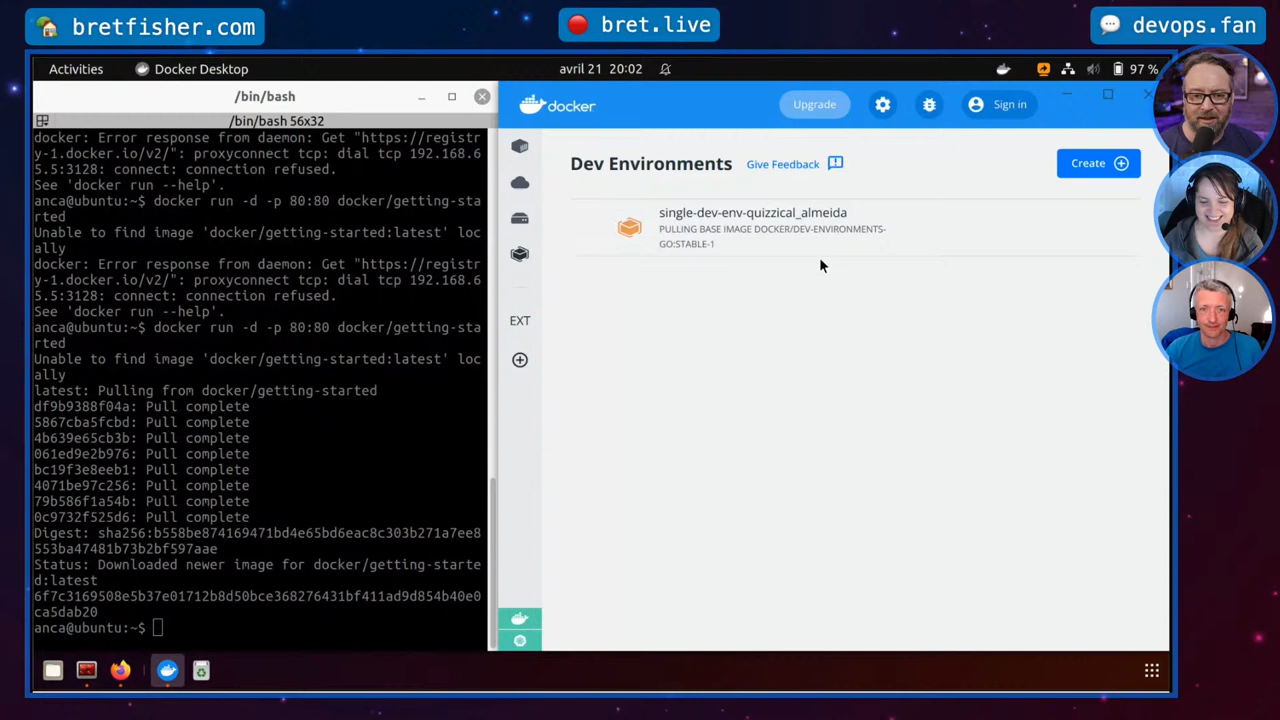 bretfisher.com
bret.live
devops.fan
Activities
Docker Desktop
avril 21 20:02
97 %
/bin/bash
/bin/bash 56x32
docker: Error response from daemon: Get "https://registr
y-1.docker.io/v2/": proxyconnect tcp: dial tcp 192.168.6
5.5:3128: connect: connection refused.
See 'docker run --help'.
anca@ubuntu:~$ docker run -d -p 80:80 docker/getting-sta
rted
Unable to find image 'docker/getting-started:latest' loc
ally
docker: Error response from daemon: Get "https://registr
y-1.docker.io/v2/": proxyconnect tcp: dial tcp 192.168.6
5.5:3128: connect: connection refused.
See 'docker run --help'.
anca@ubuntu:~$ docker run -d -p 80:80 docker/getting-sta
rted
Unable to find image 'docker/getting-started:latest' loc
ally
latest: Pulling from docker/getting-started
df9b9388f04a: Pull complete
5867cba5fcbd: Pull complete
4b639e65cb3b: Pull complete
061ed9e2b976: Pull complete
bc19f3e8eeb1: Pull complete
4071be97c256: Pull complete
79b586f1a54b: Pull complete
0c9732f525d6: Pull complete
Digest: sha256:b558be874169471bd4e65bd6eac8c303b271a7ee8
553ba47481b73b2bf597aae
Status: Downloaded newer image for docker/getting-starte
d:latest
6f7c3169508e5b37e01712b8d50bce368276431bf411ad9d854b40e0
ca5dab20
anca@ubuntu:~$
docker
Upgrade
Sign in
Dev Environments
Give Feedback
Create
single-dev-env-quizzical_almeida
PULLING BASE IMAGE DOCKER/DEV-ENVIRONMENTS-
GO:STABLE-1
EXT